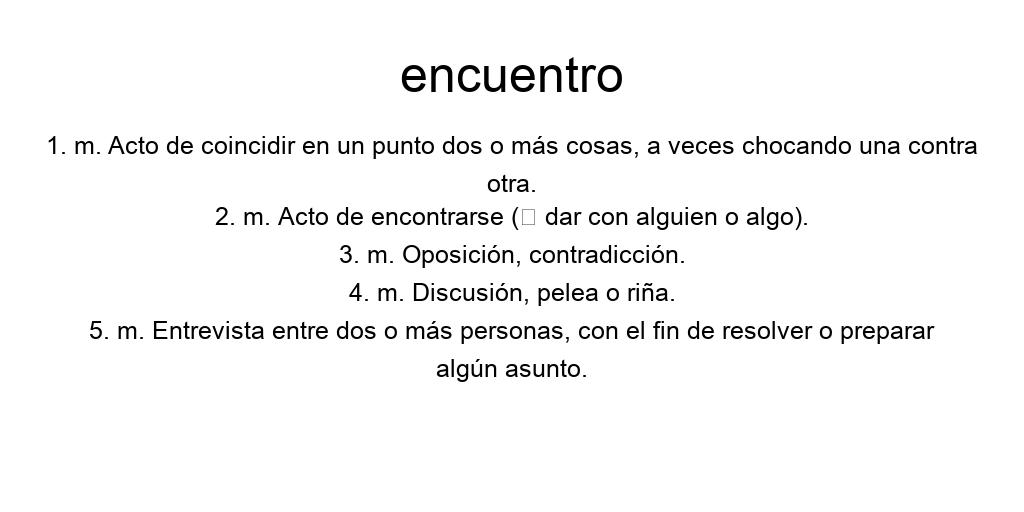 encuentro
1. m. Acto de coincidir en un punto dos o más cosas, a veces chocando una contra
otra.
2. m. Acto de encontrarse (□ dar con alguien o algo).
3. m. Oposición, contradicción.
4. m. Discusión, pelea o riña.
5. m. Entrevista entre dos o más personas, con el fin de resolver o preparar
algún asunto.